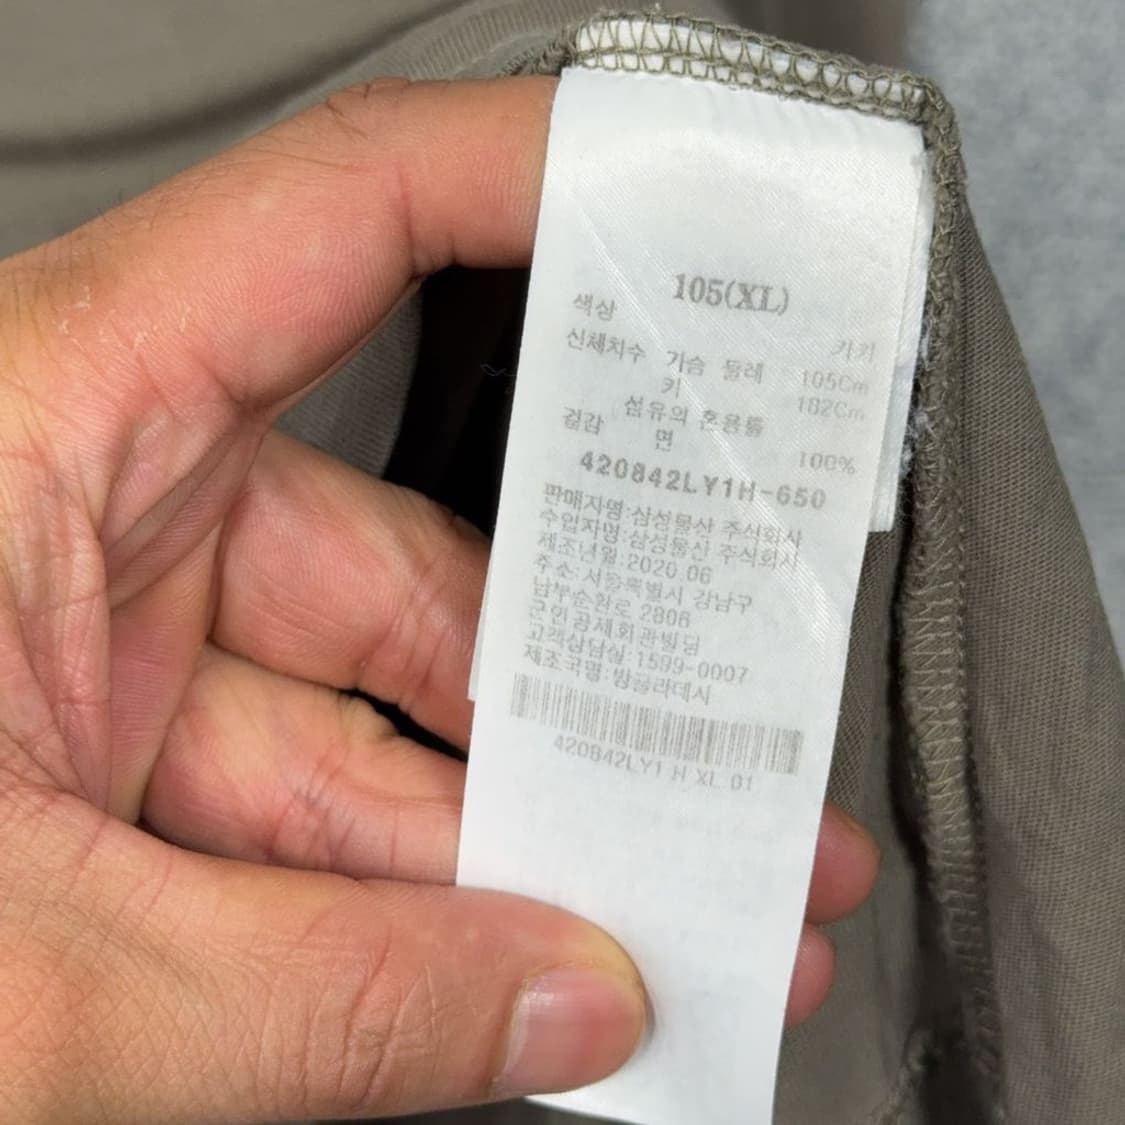 105(XL)
색상 카키
신체치수 가슴 둘레 105Cm
키 182Cm
섬유의 혼용률
겉감 면 100%
420842LY1H-650
판매자명:삼성물산 주식회사
수입자명:삼성물산 주식회사
제조년월:2020.06
주소:서울특별시 강남구
남부순환로 2806
군인공제회관빌딩
고객상담실:1599-0007
제조국명:방글라데시
420842LY1 H XL 01